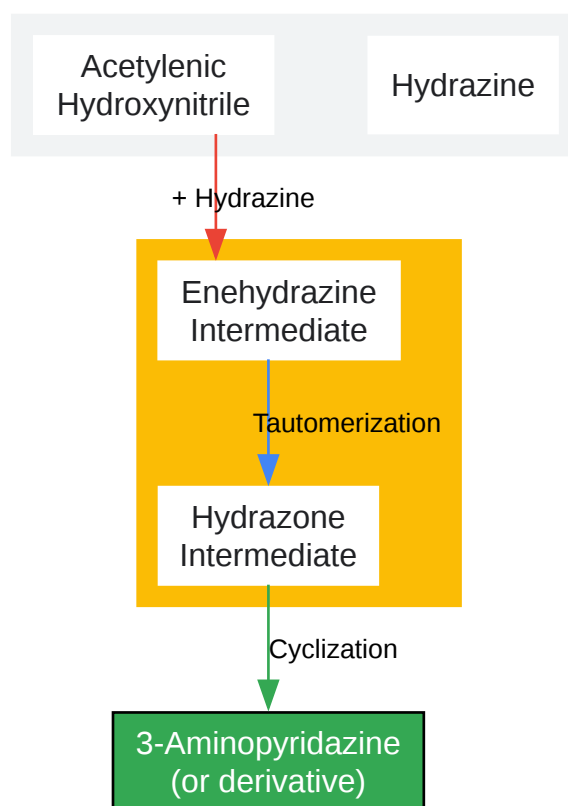 Acetylenic
Hydroxynitrile
Hydrazine
+ Hydrazine
Enehydrazine
Intermediate
Tautomerization
Hydrazone
Intermediate
Cyclization
3-Aminopyridazine
(or derivative)